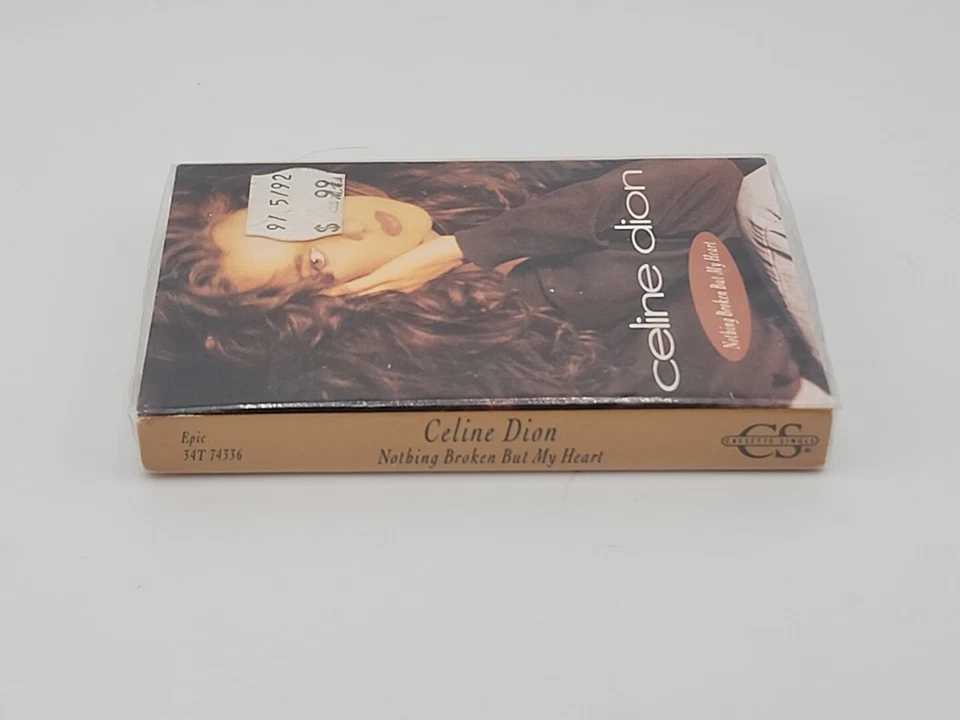 9/ 5/92
$ .99
celine dion
Nothing Broken But My Heart
Epic
34T 74336
Celine Dion
Nothing Broken But My Heart
CS
CASSETTE SINGLE